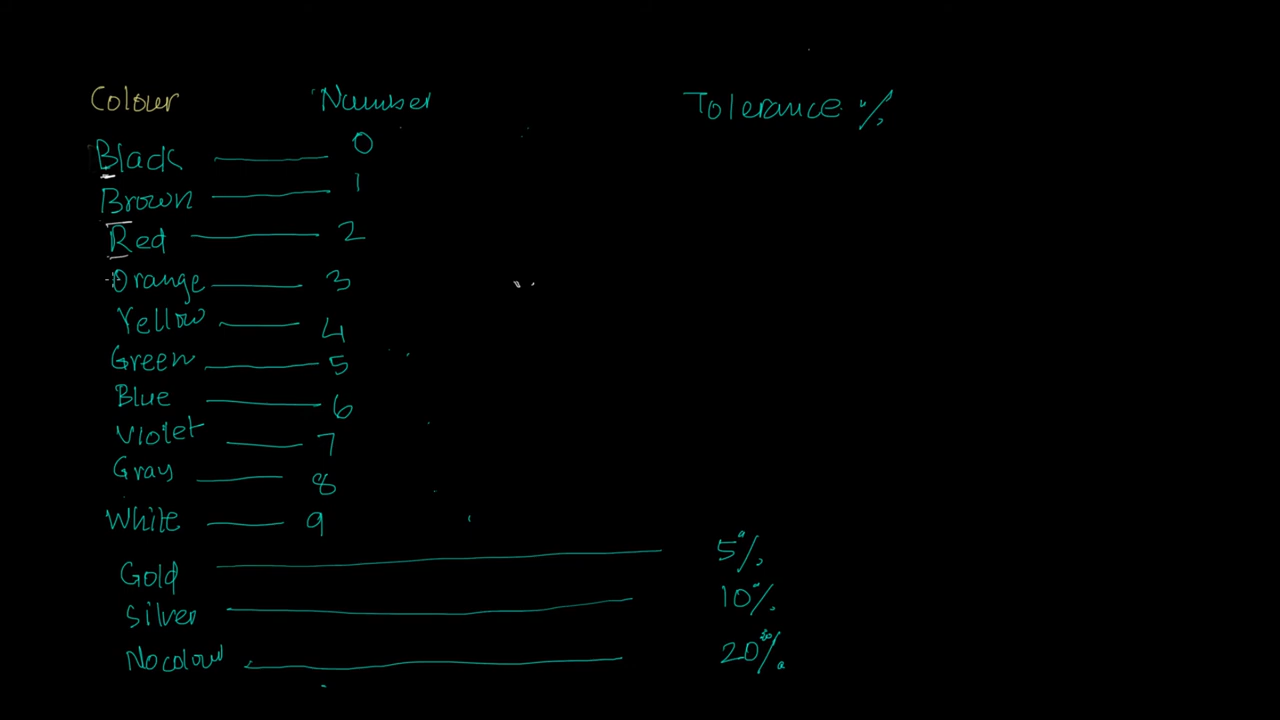 Colour Number Tolerance %
Black 0
Brown 1
Red 2
Orange 3
Yellow 4
Green 5
Blue 6
Violet 7
Gray 8
White 9
Gold 5%
Silver 10%
No colour 20%